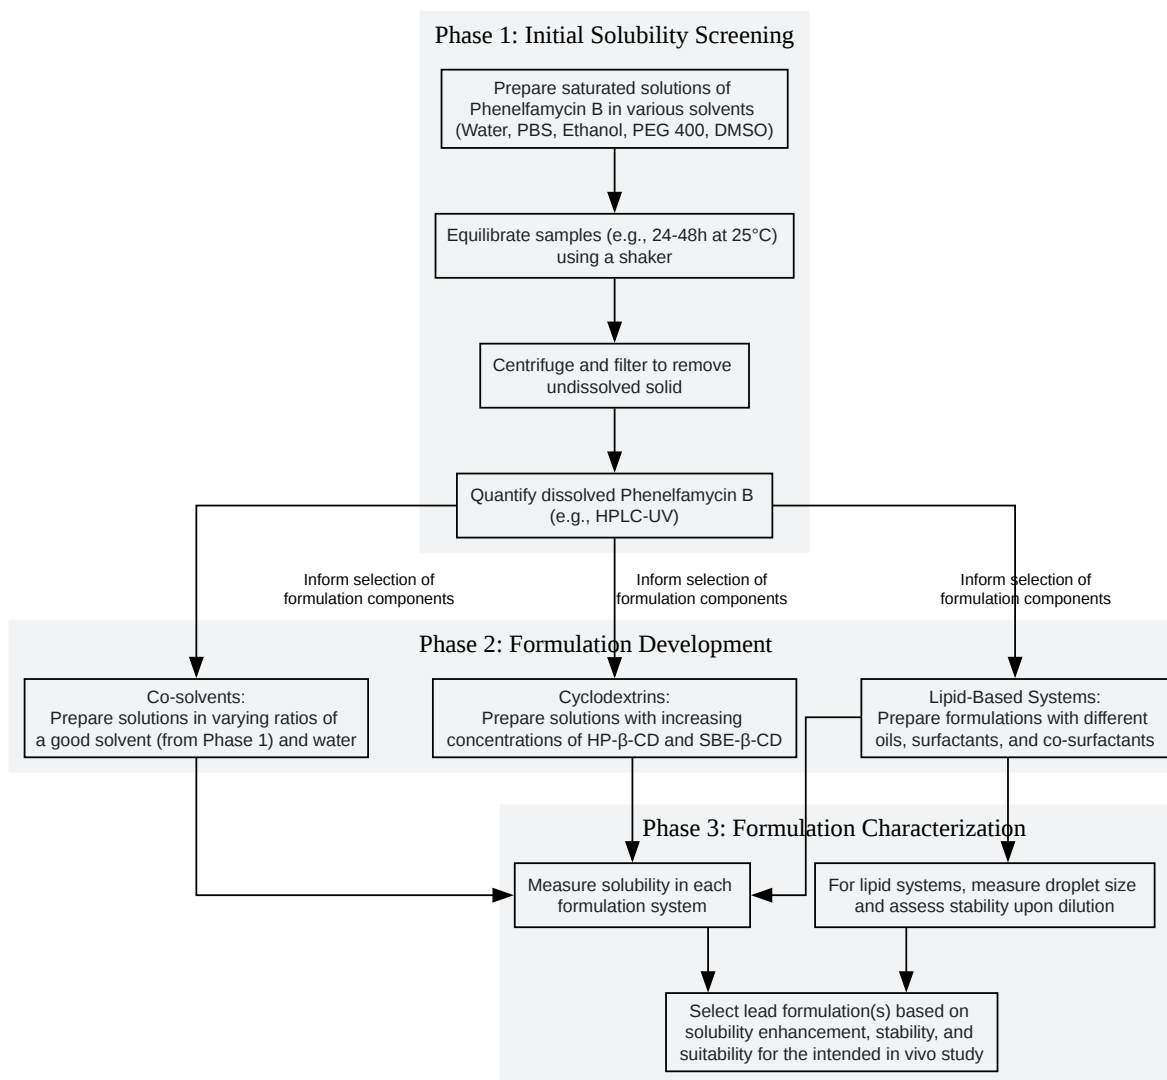 Phase 1: Initial Solubility Screening
Prepare saturated solutions of
Phenelfamycin B in various solvents
(Water, PBS, Ethanol, PEG 400, DMSO)
Equilibrate samples (e.g., 24-48h at 25°C)
using a shaker
Centrifuge and filter to remove
undissolved solid
Quantify dissolved Phenelfamycin B
(e.g., HPLC-UV)
Inform selection of
formulation components
Inform selection of
formulation components
Inform selection of
formulation components
Phase 2: Formulation Development
Co-solvents:
Prepare solutions in varying ratios of
a good solvent (from Phase 1) and water
Cyclodextrins:
Prepare solutions with increasing
concentrations of HP-β-CD and SBE-β-CD
Lipid-Based Systems:
Prepare formulations with different
oils, surfactants, and co-surfactants
Phase 3: Formulation Characterization
Measure solubility in each
formulation system
For lipid systems, measure droplet size
and assess stability upon dilution
Select lead formulation(s) based on
solubility enhancement, stability, and
suitability for the intended in vivo study